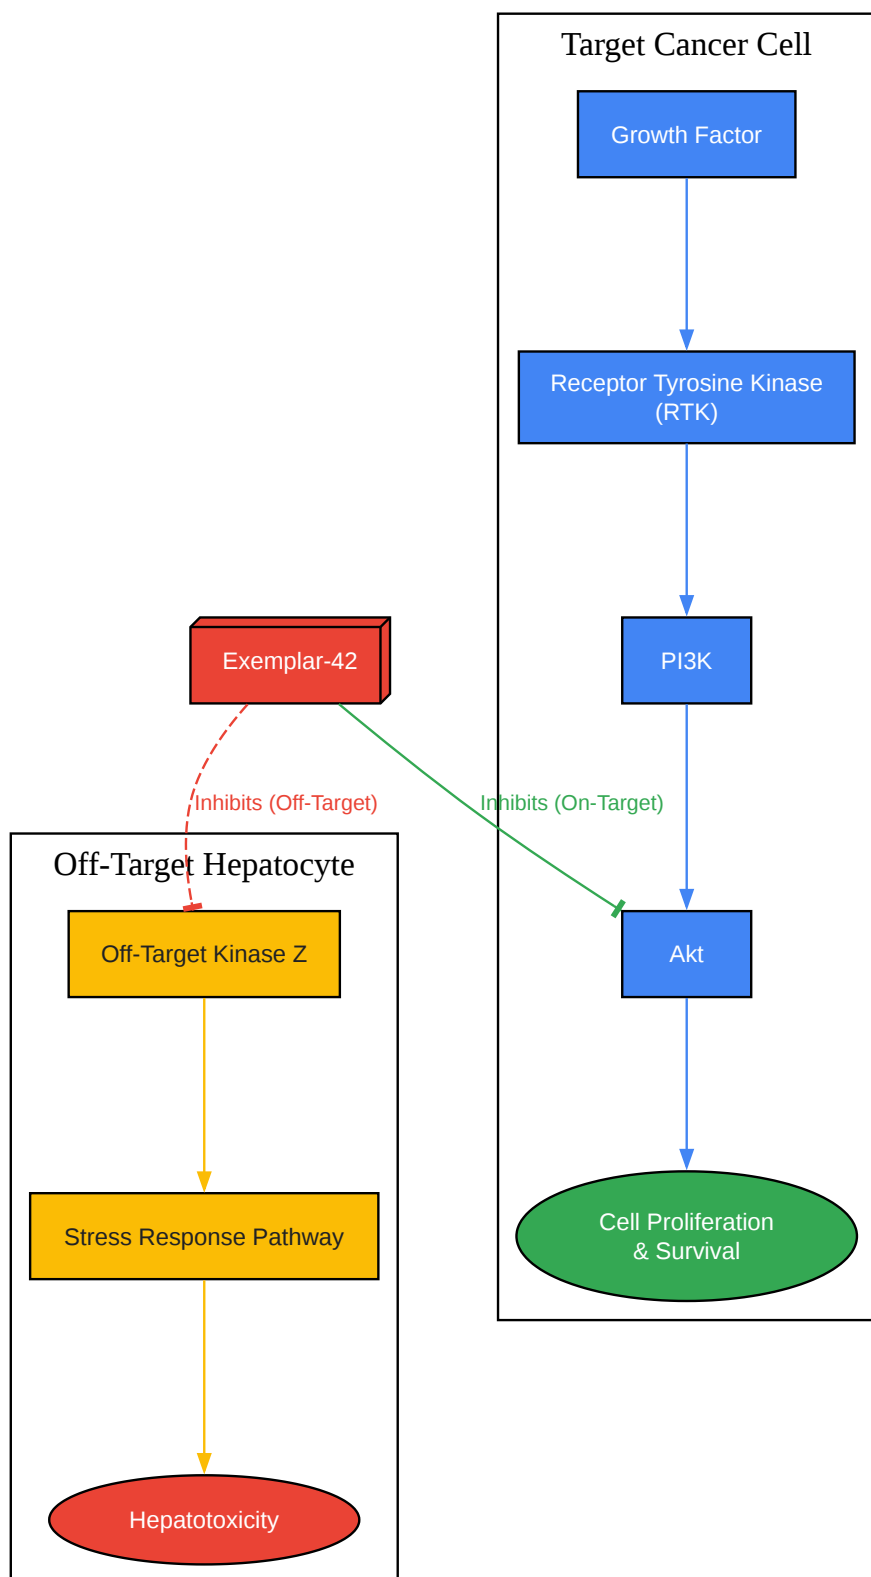 Target Cancer Cell
Growth Factor
Receptor Tyrosine Kinase
(RTK)
Exemplar-42
PI3K
Inhibits (Off-Target)
Inhibits (On-Target)
Off-Target Hepatocyte
Off-Target Kinase Z
Akt
Stress Response Pathway
Cell Proliferation
& Survival
Hepatotoxicity